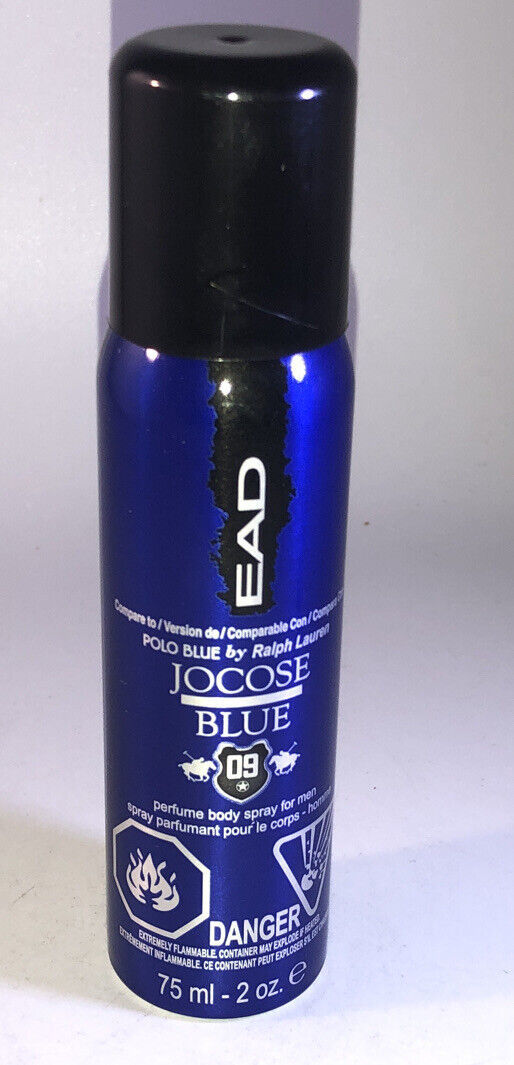 EAD
Compare to / Version de / Comparable Con / Compare
POLO BLUE by Ralph Lauren
JOCOSE
BLUE
09
perfume body spray for men
spray parfumant pour le corps - homme
DANGER
EXTREMELY FLAMMABLE. CONTAINER MAY EXPLODE IF HEATED.
EXTRÊMEMENT INFLAMMABLE. CE CONTENANT PEUT EXPLOSER S'IL EST
75 ml - 2 oz. ℮